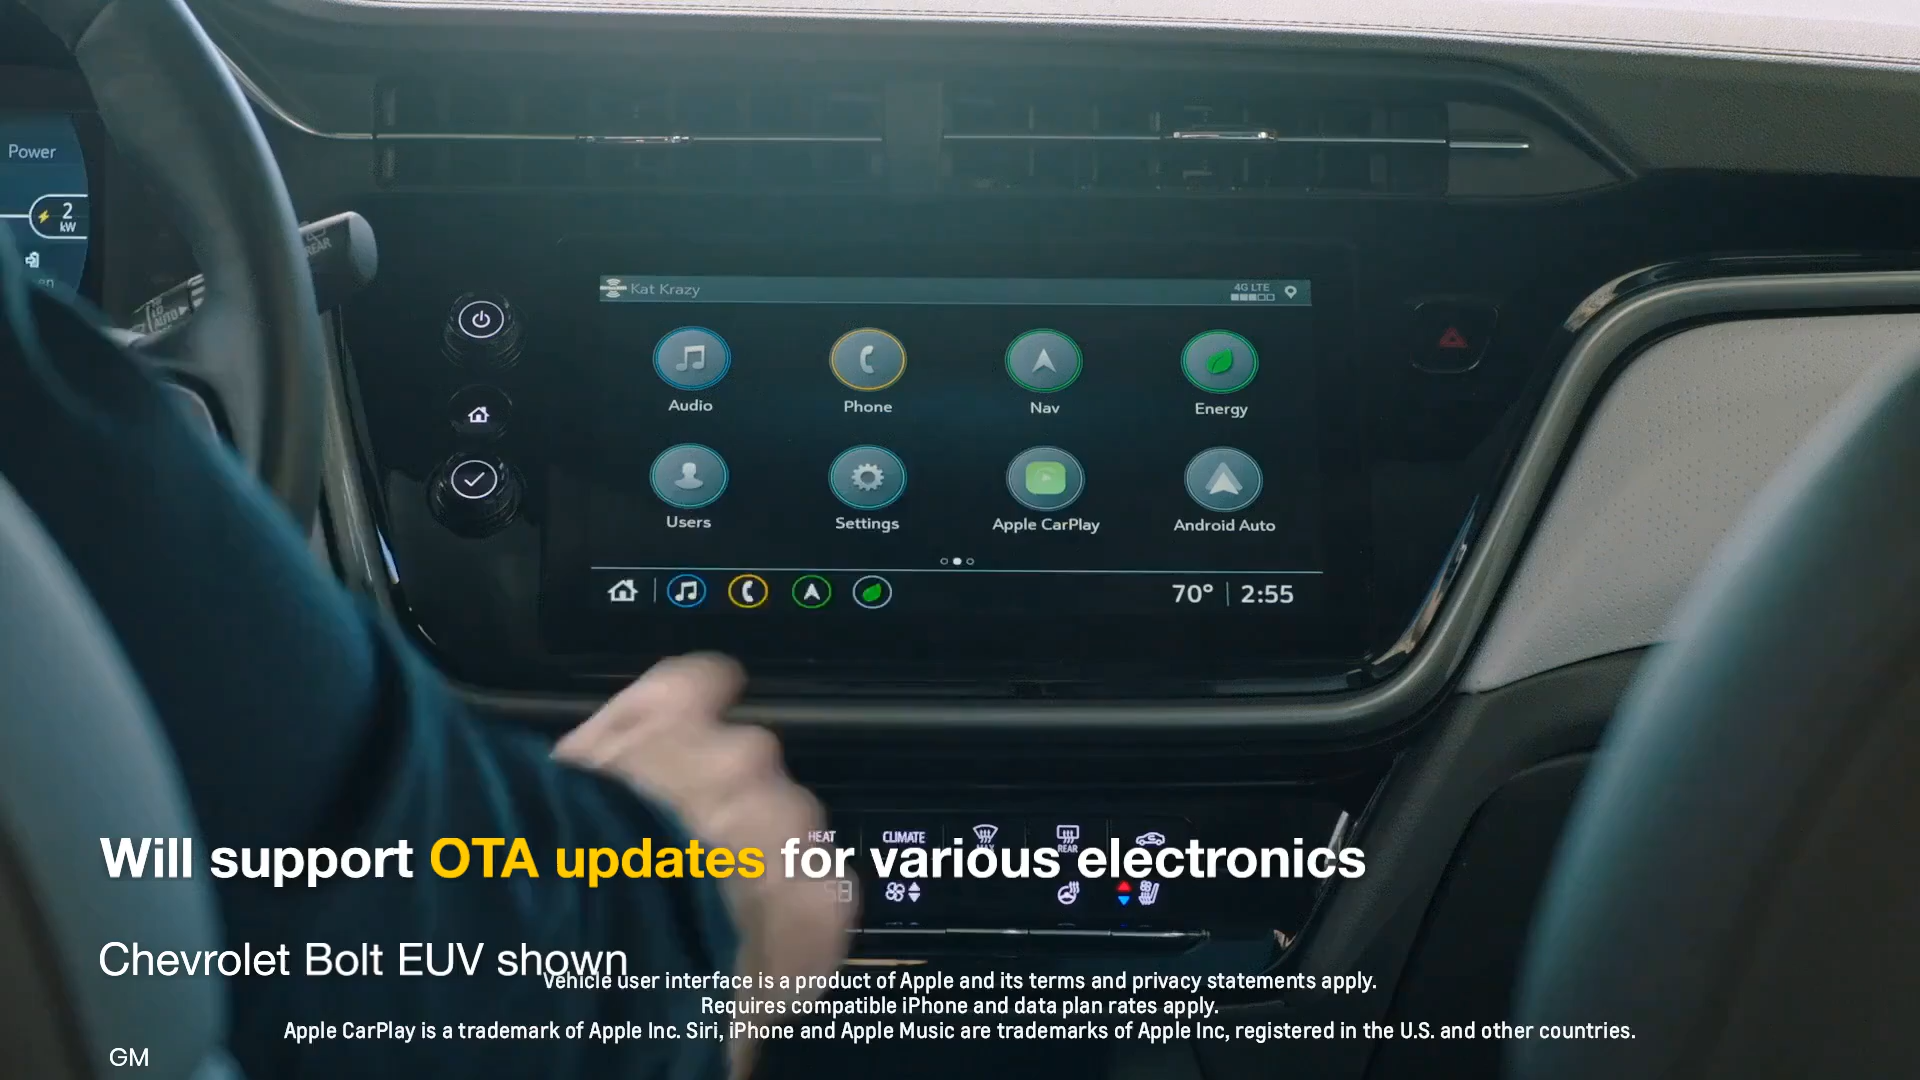 Power
2
kW
REAR
AUTO
Kat Krazy
4G LTE
Audio
Phone
Nav
Energy
Users
Settings
Apple CarPlay
Android Auto
70° 2:55
HEAT
CLIMATE
REAR
Will support OTA updates for various electronics
Chevrolet Bolt EUV shown
Vehicle user interface is a product of Apple and its terms and privacy statements apply.
Requires compatible iPhone and data plan rates apply.
Apple CarPlay is a trademark of Apple Inc. Siri, iPhone and Apple Music are trademarks of Apple Inc, registered in the U.S. and other countries.
GM